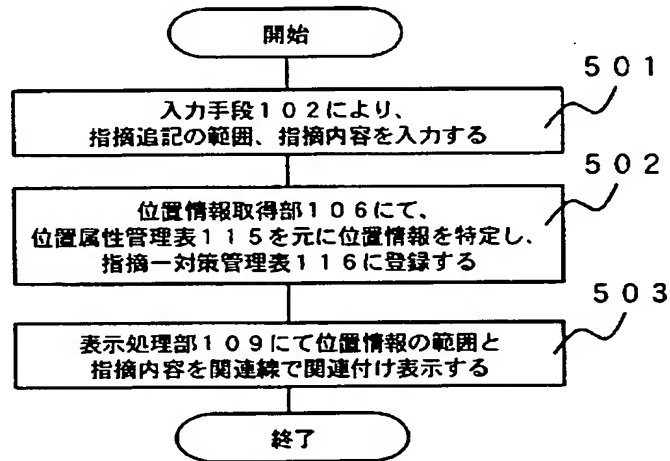 開始
501
入力手段102により、
指摘追記の範囲、指摘内容を入力する
502
位置情報取得部106にて、
位置属性管理表115を元に位置情報を特定し、
指摘ー対策管理表116に登録する
503
表示処理部109にて位置情報の範囲と
指摘内容を関連線で関連付け表示する
終了